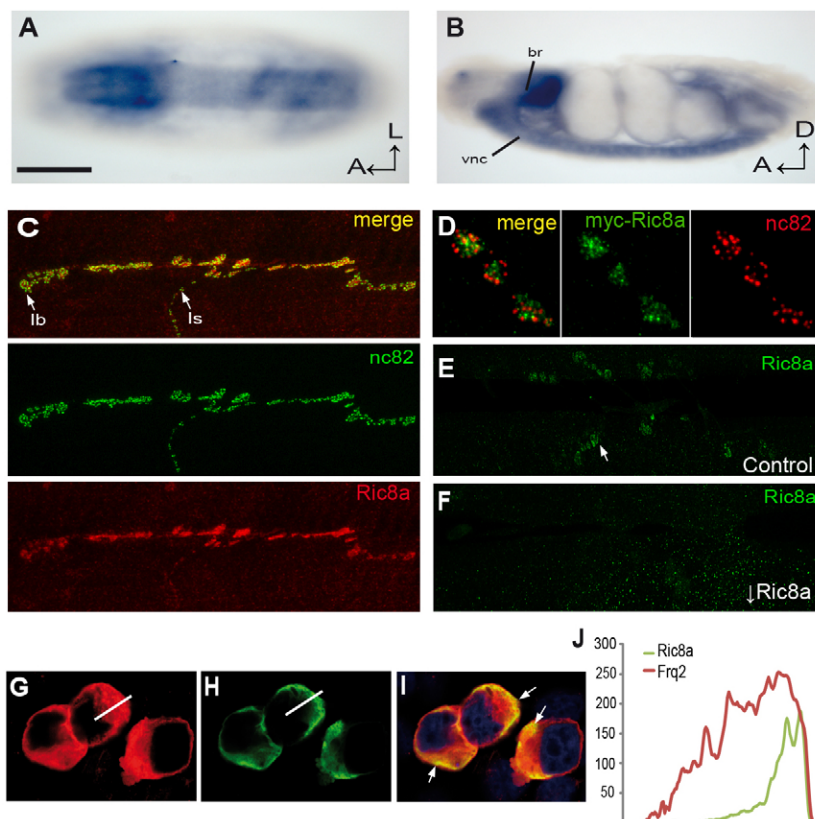 A
L
A
B
br
vnc
D
A
C
merge
Ib
Is
nc82
Ric8a
D
merge
myc-Ric8a
nc82
E
Ric8a
Control
F
Ric8a
↓Ric8a
G
H
I
J
300
250
200
150
100
50
Ric8a
Frq2